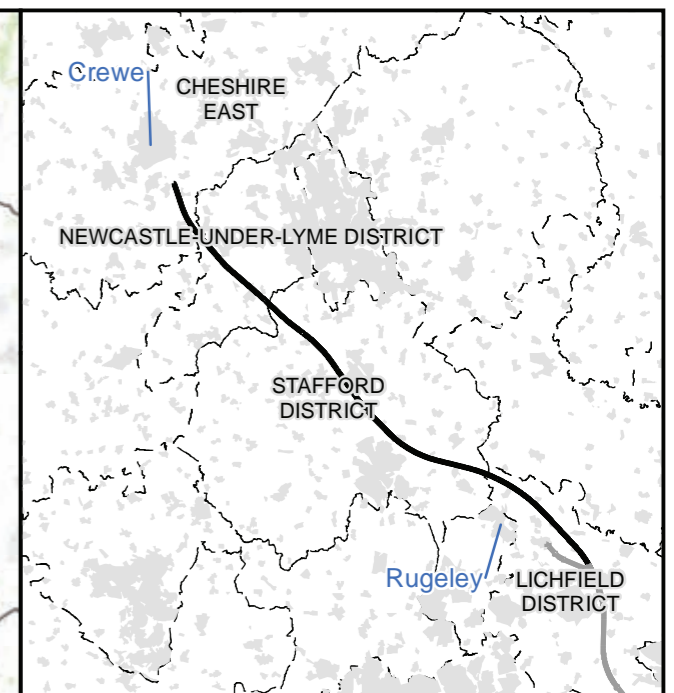 Crewe
CHESHIRE
EAST
NEWCASTLE-UNDER-LYME DISTRICT
STAFFORD
DISTRICT
Rugeley
LICHFIELD
DISTRICT